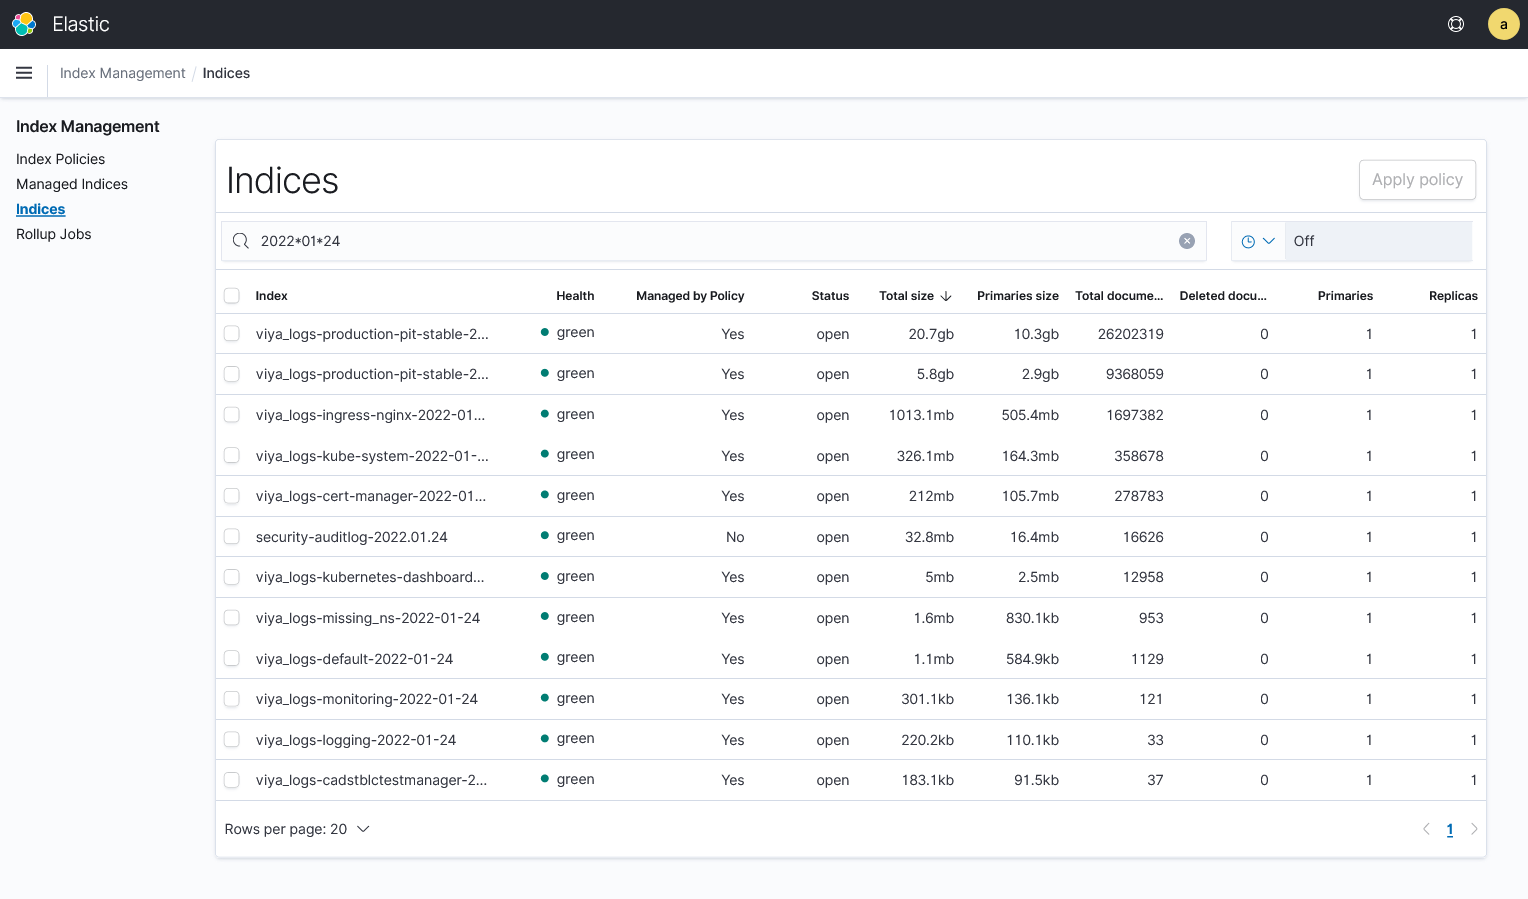 Elastic
a
Index Management / Indices
Index Management
Index Policies
Managed Indices
Indices
Rollup Jobs
Indices
Apply policy
2022*01*24
Off
Index Health Managed by Policy Status Total size Primaries size Total docume... Deleted docu... Primaries Replicas
viya_logs-production-pit-stable-2... green Yes open 20.7gb 10.3gb 26202319 0 1 1
viya_logs-production-pit-stable-2... green Yes open 5.8gb 2.9gb 9368059 0 1 1
viya_logs-ingress-nginx-2022-01... green Yes open 1013.1mb 505.4mb 1697382 0 1 1
viya_logs-kube-system-2022-01-... green Yes open 326.1mb 164.3mb 358678 0 1 1
viya_logs-cert-manager-2022-01... green Yes open 212mb 105.7mb 278783 0 1 1
security-auditlog-2022.01.24 green No open 32.8mb 16.4mb 16626 0 1 1
viya_logs-kubernetes-dashboard... green Yes open 5mb 2.5mb 12958 0 1 1
viya_logs-missing_ns-2022-01-24 green Yes open 1.6mb 830.1kb 953 0 1 1
viya_logs-default-2022-01-24 green Yes open 1.1mb 584.9kb 1129 0 1 1
viya_logs-monitoring-2022-01-24 green Yes open 301.1kb 136.1kb 121 0 1 1
viya_logs-logging-2022-01-24 green Yes open 220.2kb 110.1kb 33 0 1 1
viya_logs-cadstblctestmanager-2... green Yes open 183.1kb 91.5kb 37 0 1 1
Rows per page: 20
1